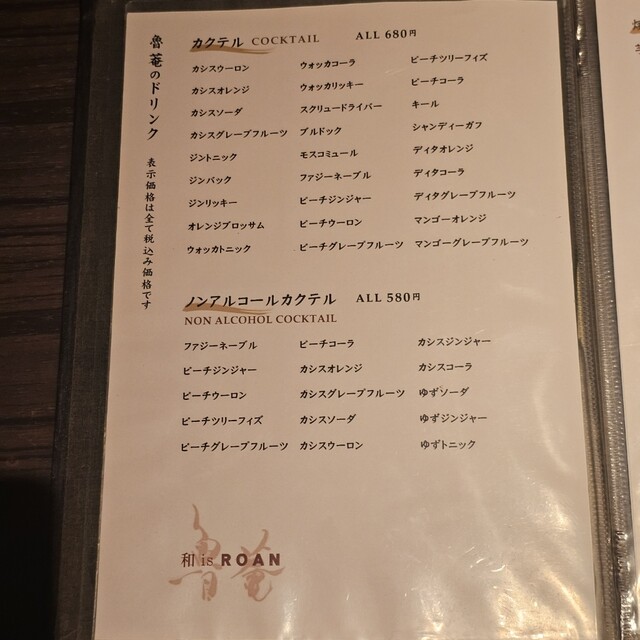 魯菴のドリンク 表示価格は全て税込み価格です
カクテル COCKTAIL ALL 680円
カシスウーロン ウォッカコーラ ピーチツリーフィズ
カシスオレンジ ウォッカリッキー ピーチコーラ
カシスソーダ スクリュードライバー キール
カシスグレープフルーツ ブルドック シャンディーガフ
ジントニック モスコミュール ディタオレンジ
ジンバック ファジーネーブル ディタコーラ
ジンリッキー ピーチジンジャー ディタグレープフルーツ
オレンジブロッサム ピーチウーロン マンゴーオレンジ
ウォッカトニック ピーチグレープフルーツ マンゴーグレープフルーツ
ノンアルコールカクテル ALL 580円
NON ALCOHOL COCKTAIL
ファジーネーブル ピーチコーラ カシスジンジャー
ピーチジンジャー カシスオレンジ カシスコーラ
ピーチウーロン カシスグレープフルーツ ゆずソーダ
ピーチツリーフィズ カシスソーダ ゆずジンジャー
ピーチグレープフルーツ カシスウーロン ゆずトニック
魯菴
和 is ROAN